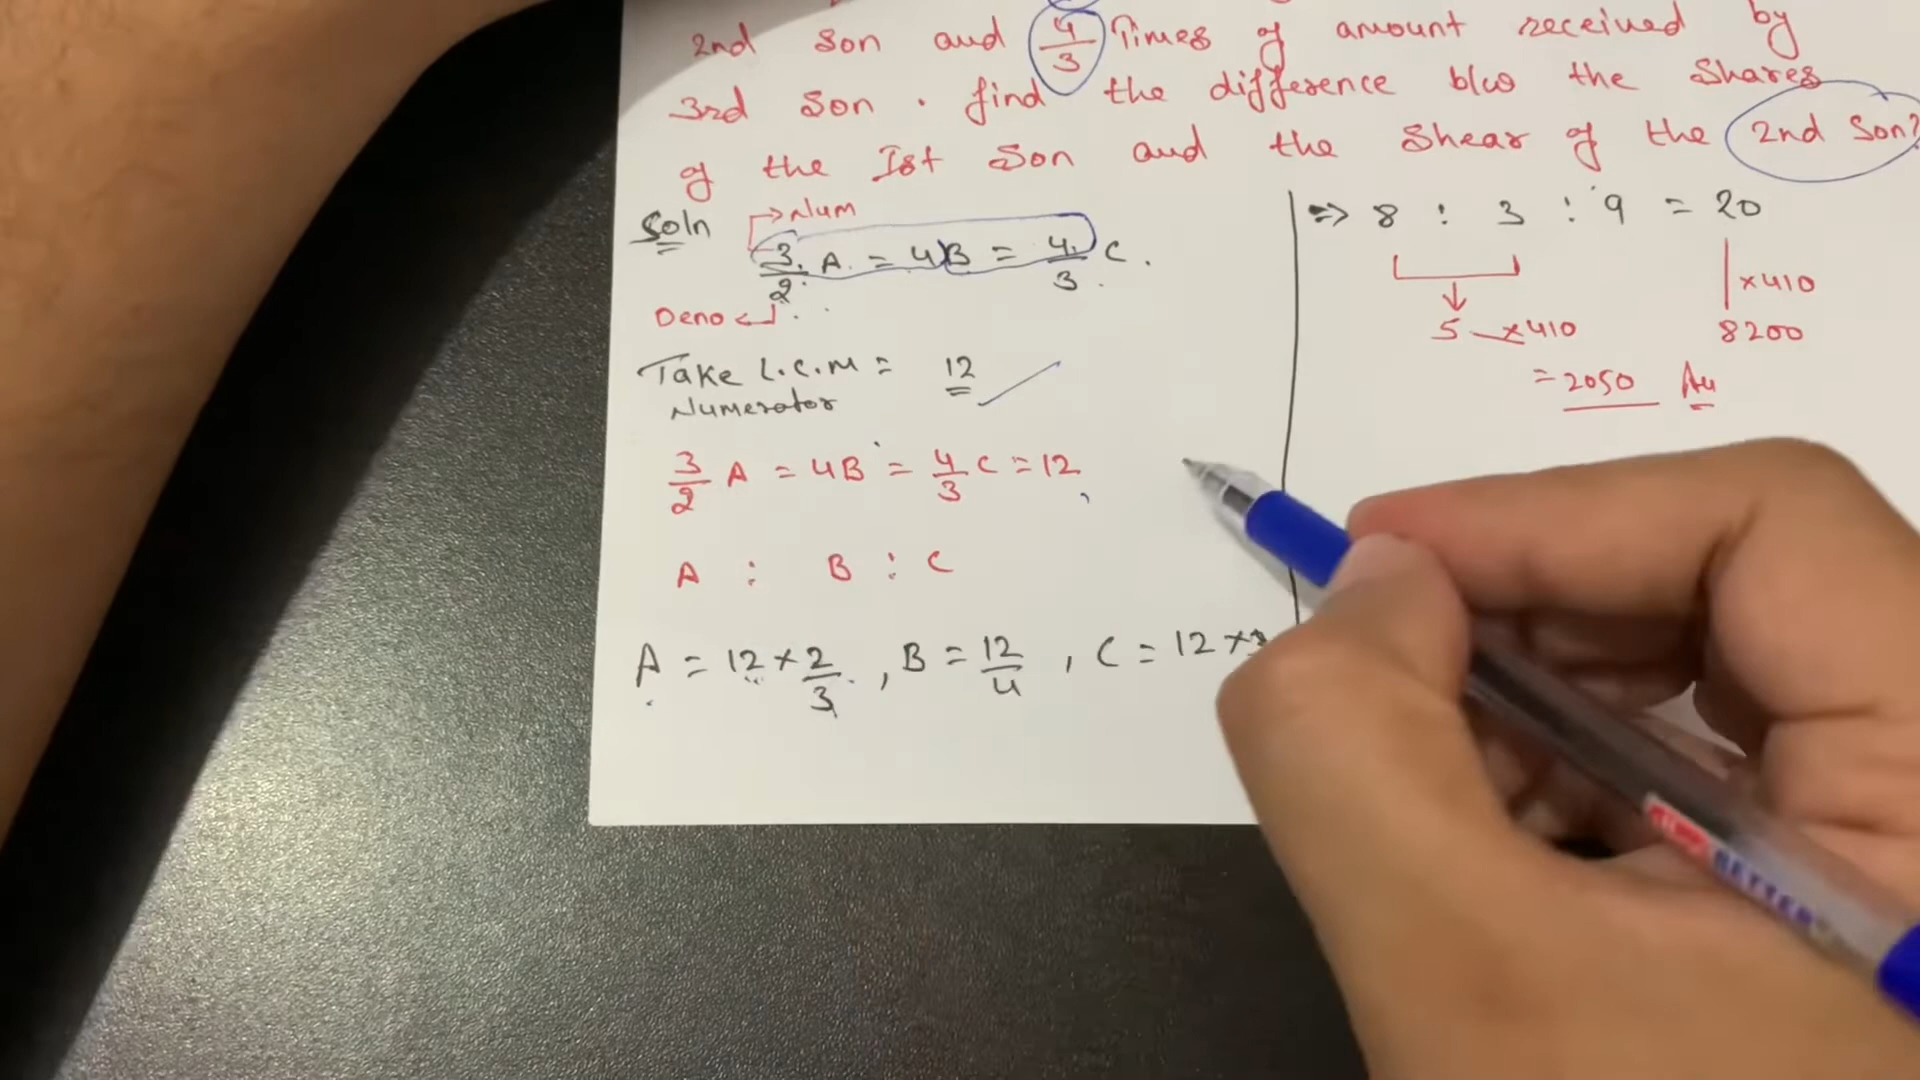 2nd Son and 4/3 Times of amount received by
3rd Son . find the difference b/w the Shares
of the Ist Son and the Shear of the 2nd Son?
Soln
→ Num
3/2 A = 4B = 4/3 C .
Deno
Take L.C.M = 12
Numerator
3/2 A = 4B = 4/3 C = 12
A : B : C
A = 12 × 2/3 , B = 12/4 , C = 12 ×
⇒ 8 : 3 : 9 = 20
×410
5 ×410
8200
= 2050